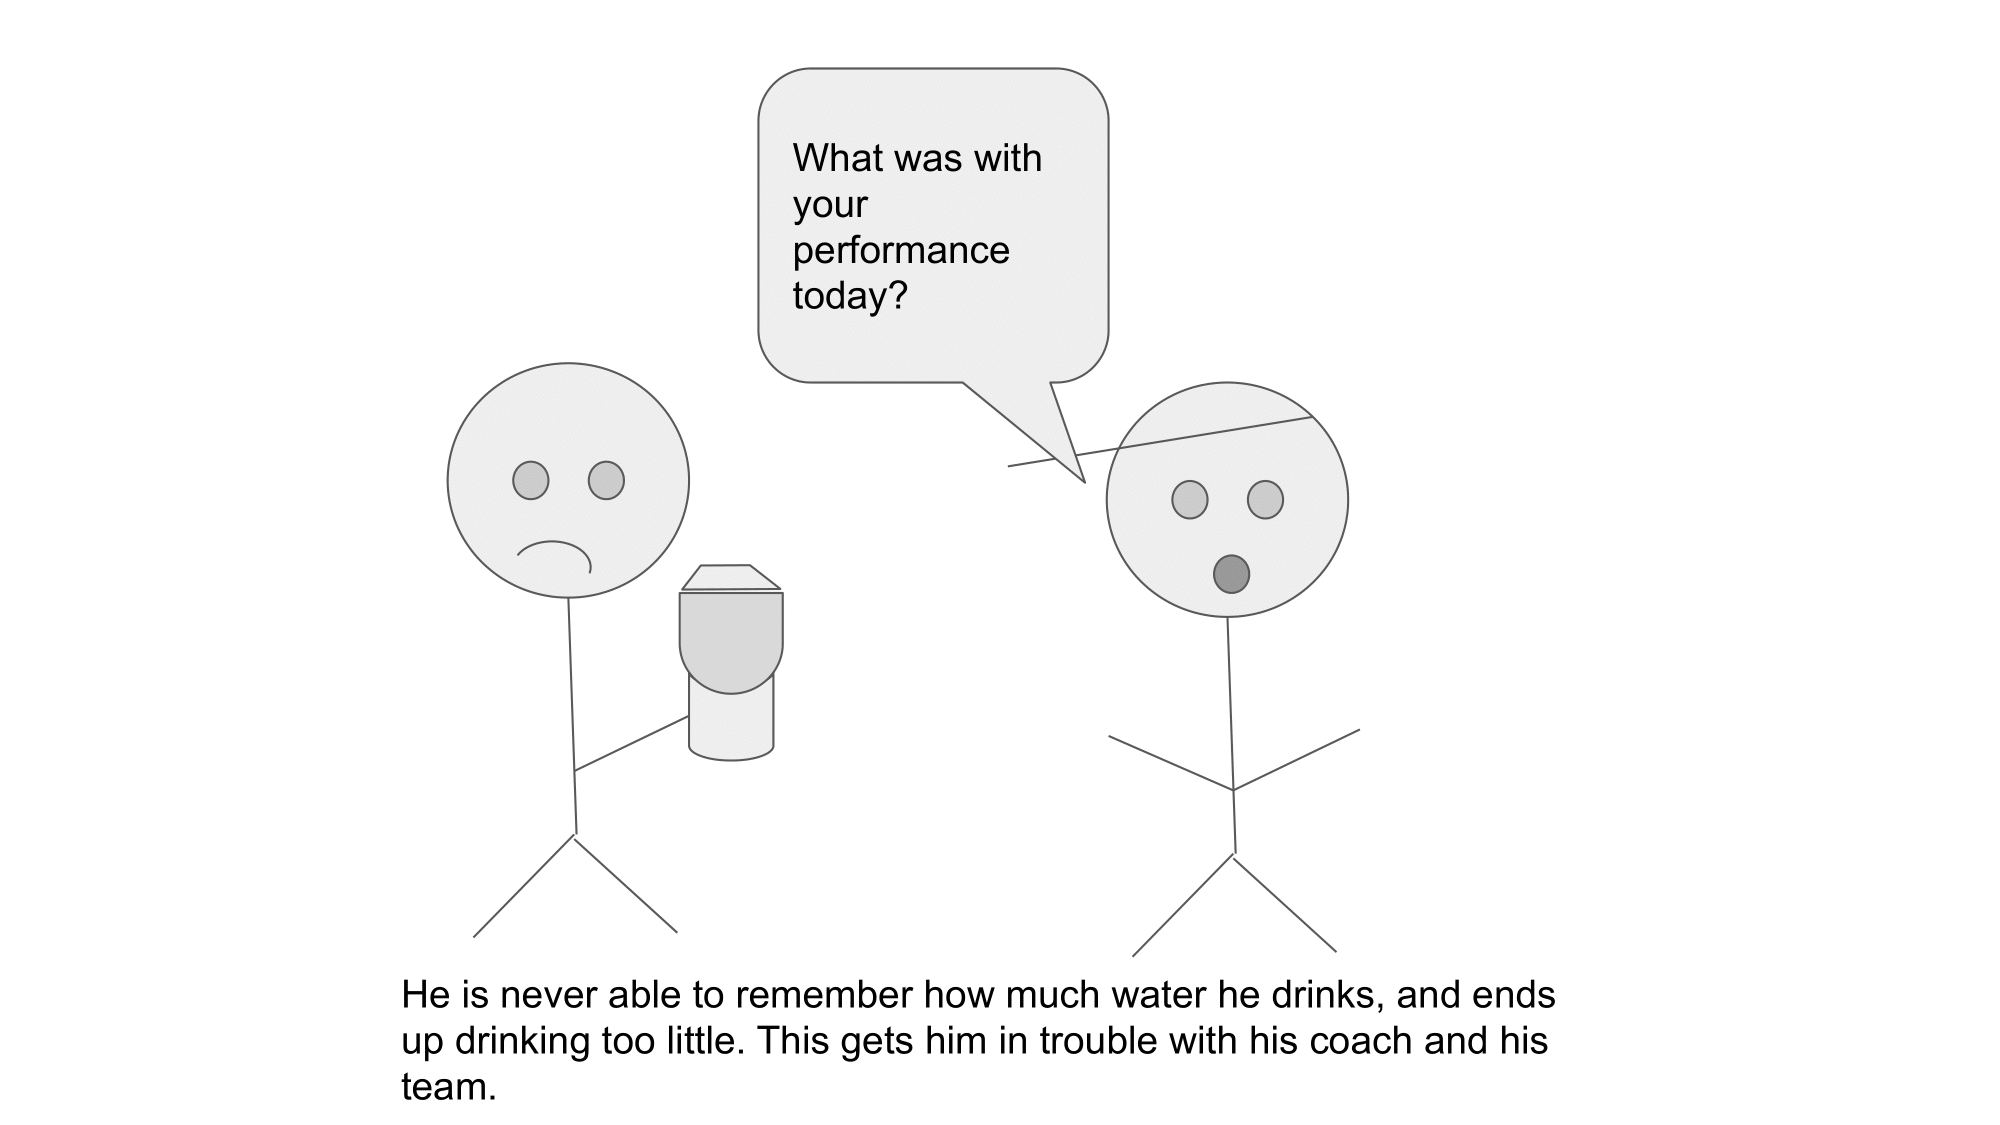 What was with
your
performance
today?
He is never able to remember how much water he drinks, and ends
up drinking too little. This gets him in trouble with his coach and his
team.